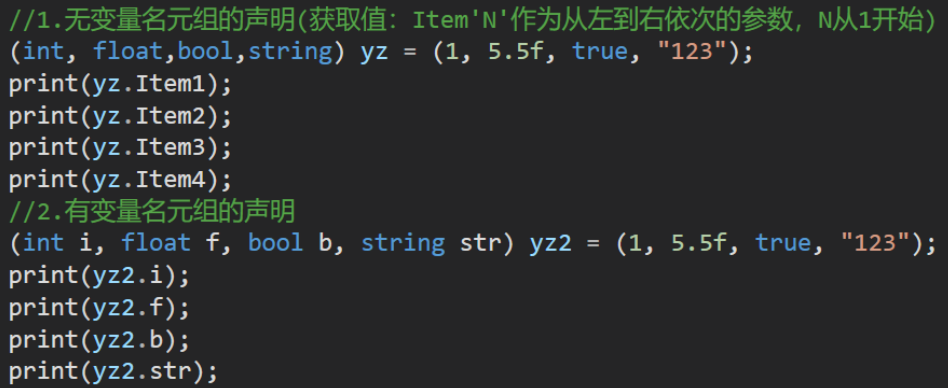 //1.无变量名元组的声明(获取值：Item'N'作为从左到右依次的参数，N从1开始)
(int, float,bool,string) yz = (1, 5.5f, true, "123");
print(yz.Item1);
print(yz.Item2);
print(yz.Item3);
print(yz.Item4);
//2.有变量名元组的声明
(int i, float f, bool b, string str) yz2 = (1, 5.5f, true, "123");
print(yz2.i);
print(yz2.f);
print(yz2.b);
print(yz2.str);